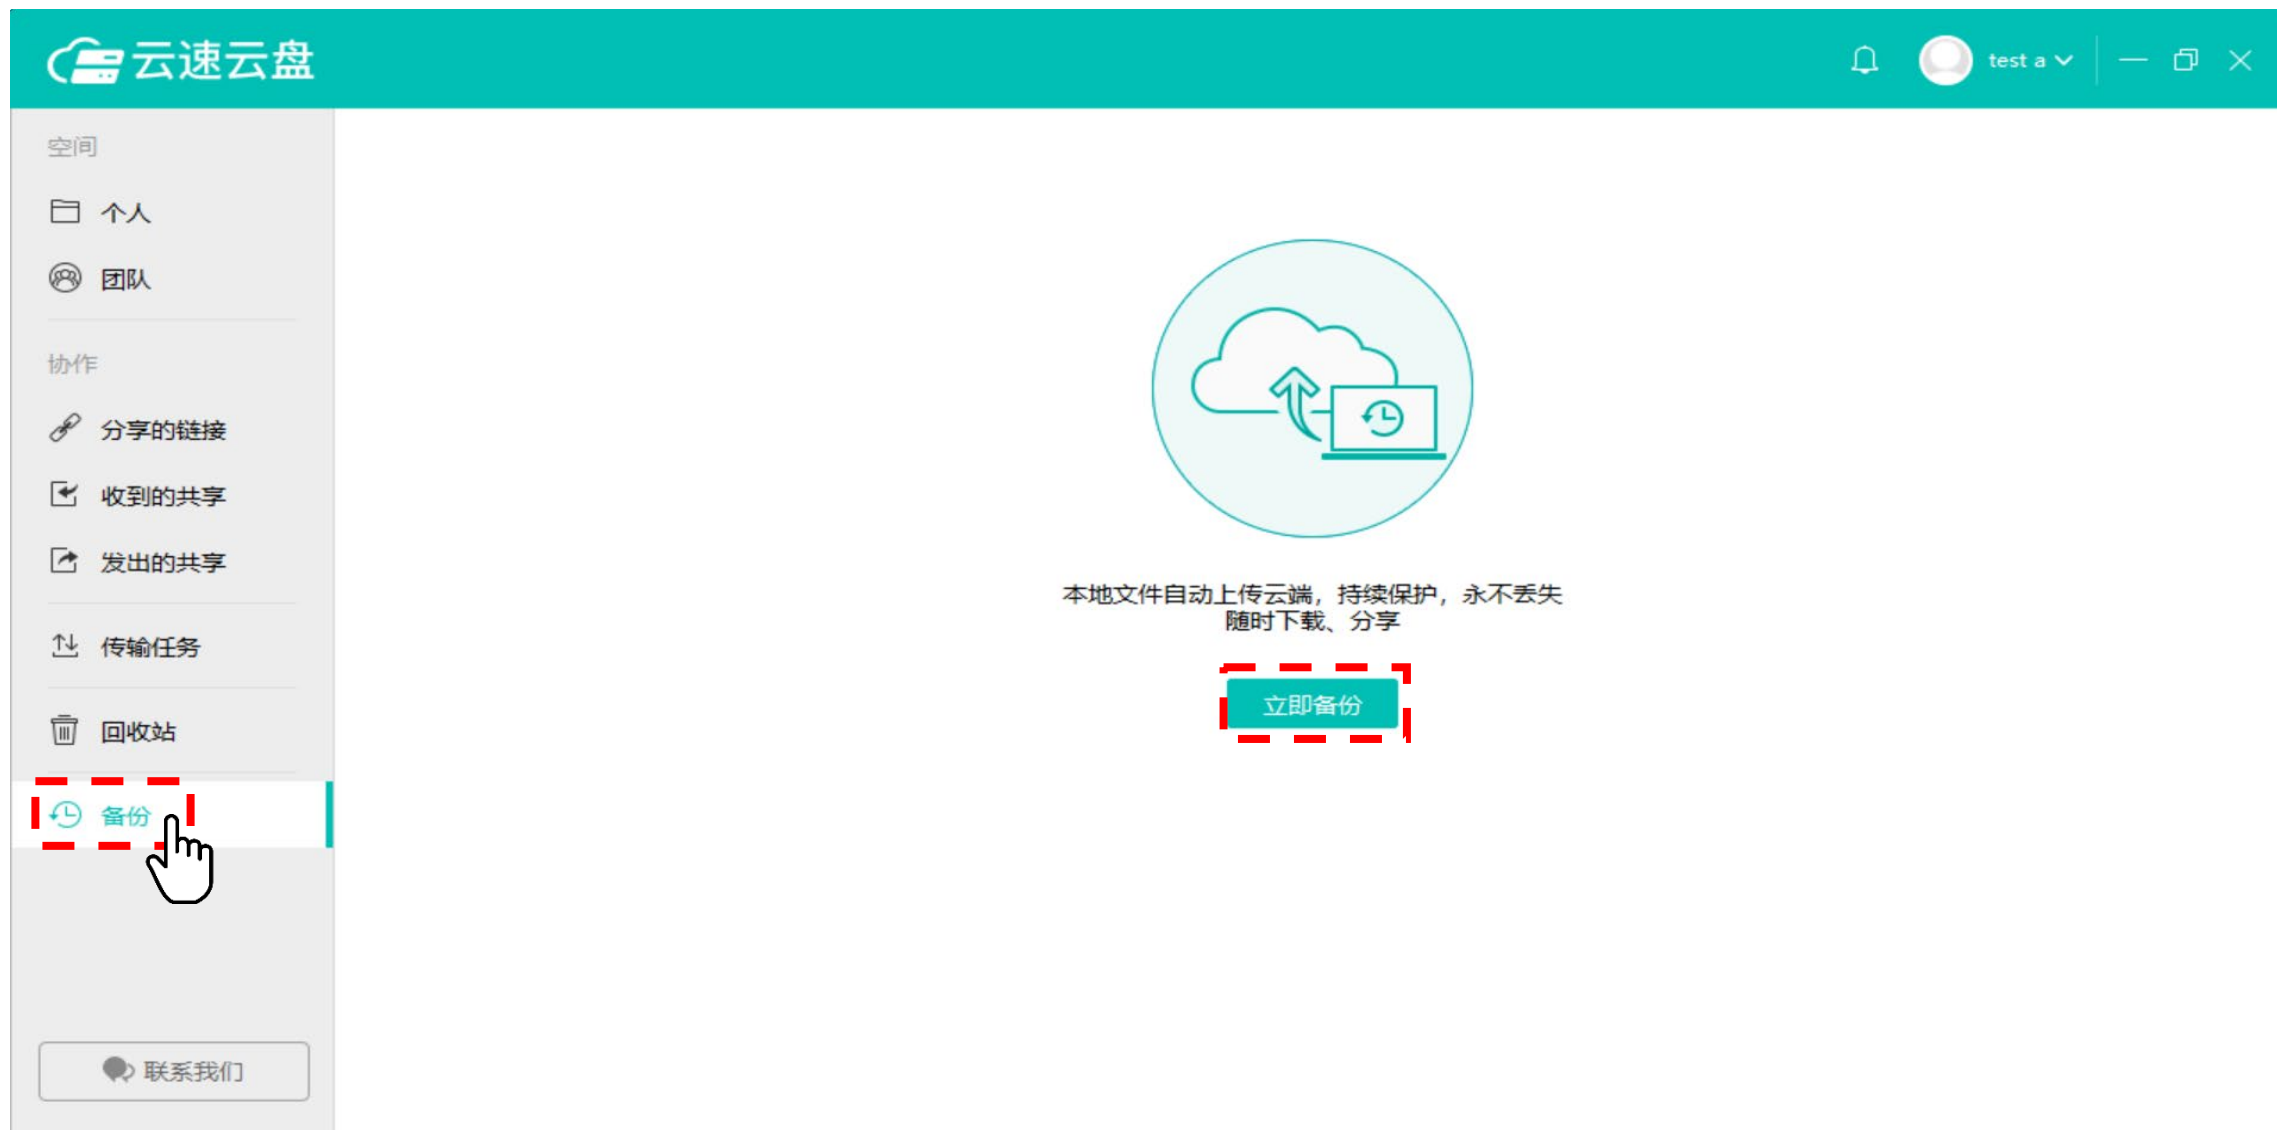 云速云盘
test a
空间
个人
团队
协作
分享的链接
收到的共享
发出的共享
传输任务
回收站
备份
联系我们
本地文件自动上传云端，持续保护，永不丢失
随时下载、分享
立即备份